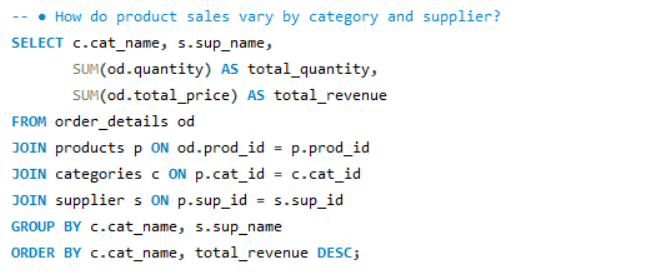 -- • How do product sales vary by category and supplier?
SELECT c.cat_name, s.sup_name,
       SUM(od.quantity) AS total_quantity,
       SUM(od.total_price) AS total_revenue
FROM order_details od
JOIN products p ON od.prod_id = p.prod_id
JOIN categories c ON p.cat_id = c.cat_id
JOIN supplier s ON p.sup_id = s.sup_id
GROUP BY c.cat_name, s.sup_name
ORDER BY c.cat_name, total_revenue DESC;